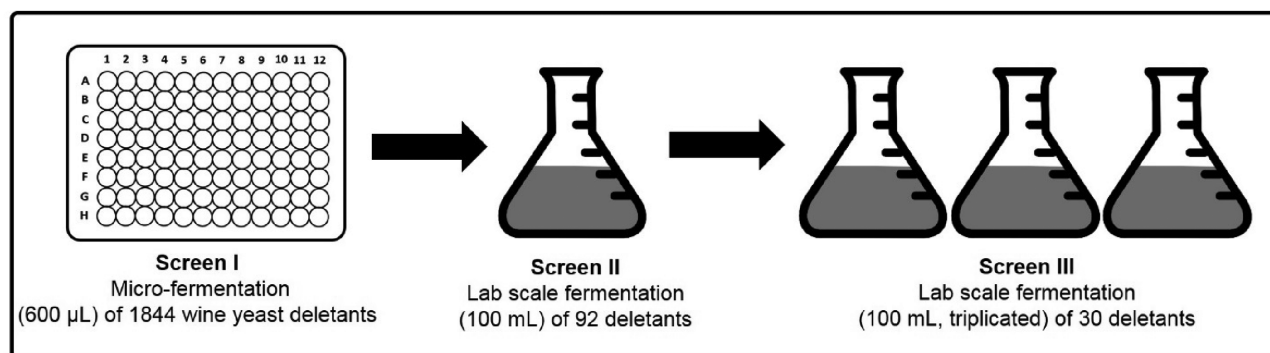 1 2 3 4 5 6 7 8 9 10 11 12
A
B
C
D
E
F
G
H
Screen I
Micro-fermentation
(600 µL) of 1844 wine yeast deletants
Screen II
Lab scale fermentation
(100 mL) of 92 deletants
Screen III
Lab scale fermentation
(100 mL, triplicated) of 30 deletants